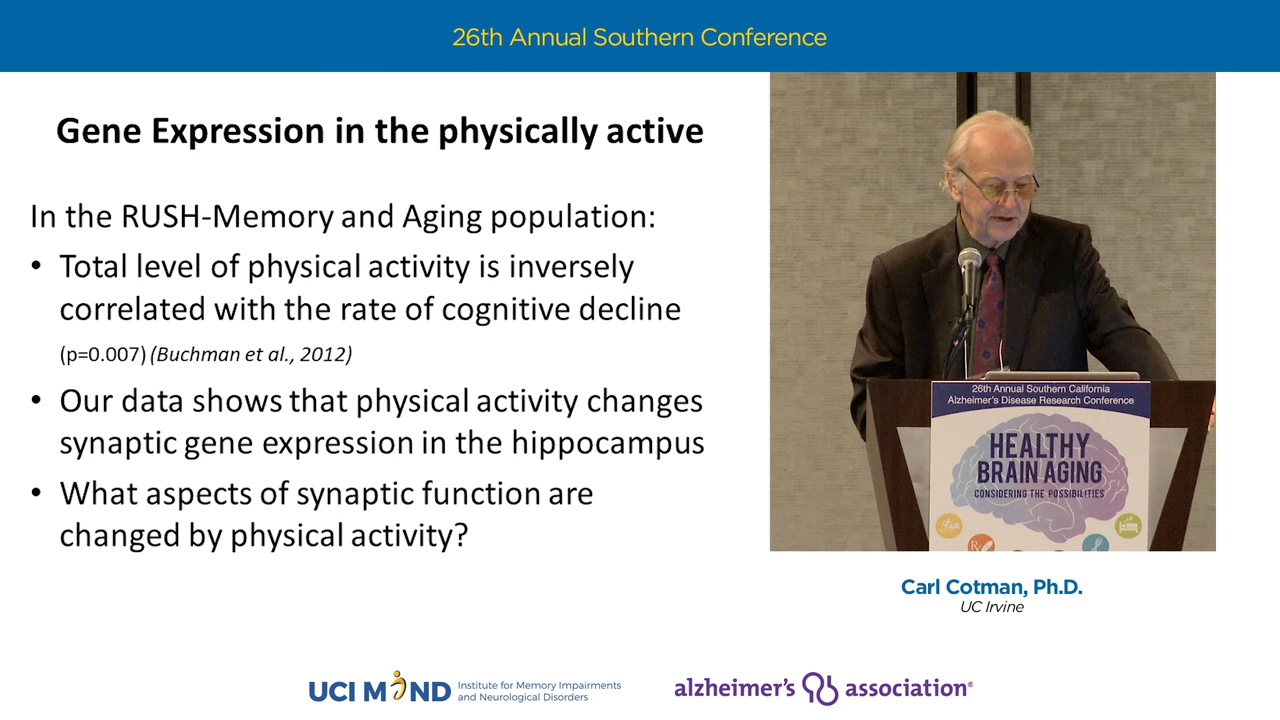 26th Annual Southern Conference
Gene Expression in the physically active
In the RUSH-Memory and Aging population:
• Total level of physical activity is inversely
correlated with the rate of cognitive decline
(p=0.007) (Buchman et al., 2012)
• Our data shows that physical activity changes
synaptic gene expression in the hippocampus
• What aspects of synaptic function are
changed by physical activity?
26th Annual Southern California
Alzheimer's Disease Research Conference
HEALTHY
BRAIN AGING
CONSIDERING THE POSSIBILITIES
Carl Cotman, Ph.D.
UC Irvine
UCI MIND
Institute for Memory Impairments
and Neurological Disorders
alzheimer's association®